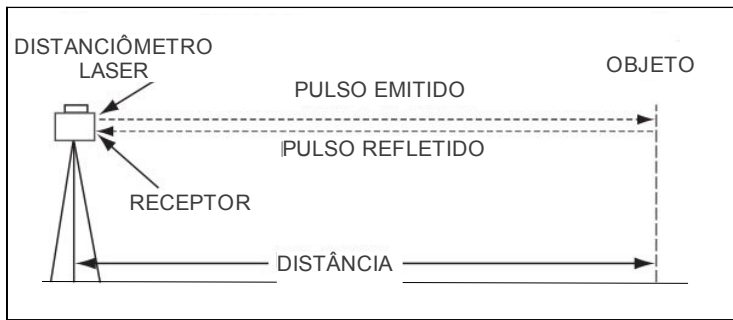 DISTANCIÔMETRO
LASER
OBJETO
PULSO EMITIDO
PULSO REFLETIDO
RECEPTOR
DISTÂNCIA